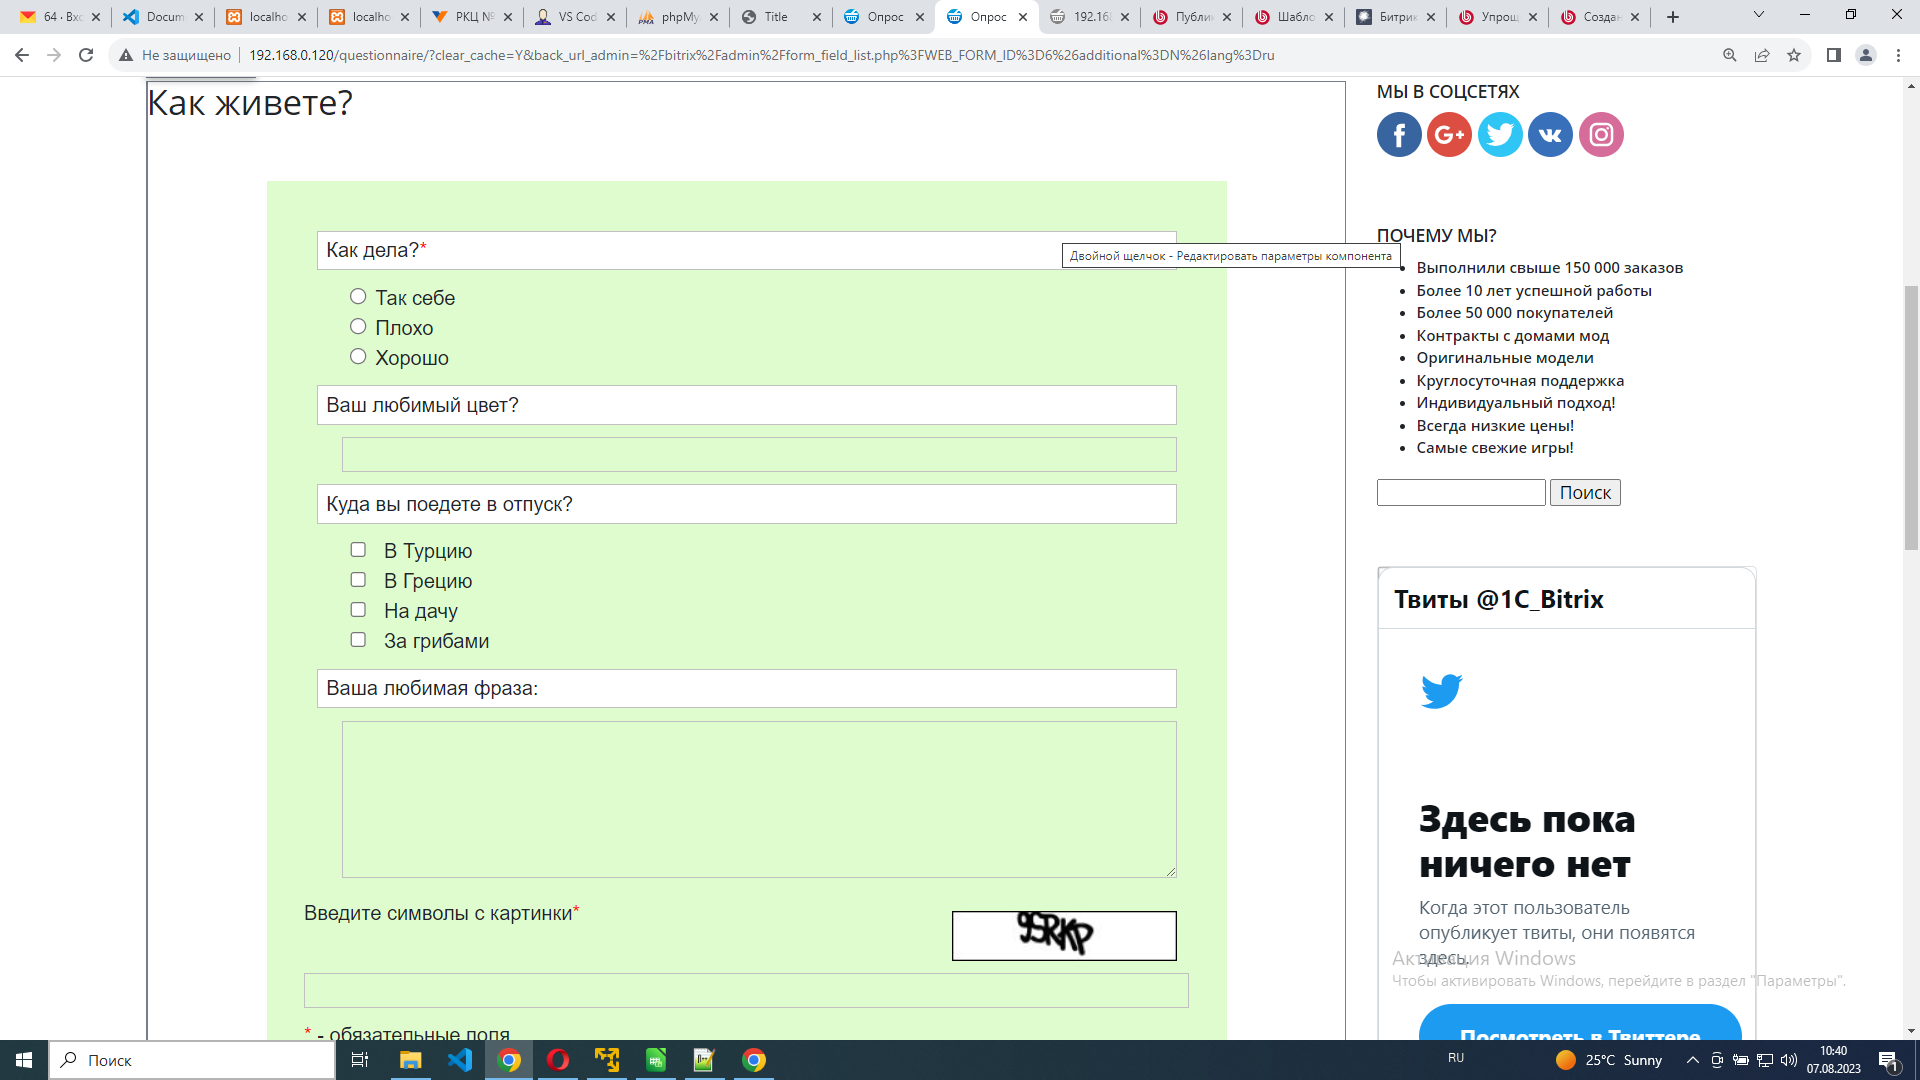 64 · Вхо
Docum
localho
localho
РКЦ №
VS Cod
phpMy
Title
Опрос
Опрос
192.168
Публик
Шабло
Битрик
Упрощ
Создан
Не защищено
192.168.0.120/questionnaire/?clear_cache=Y&back_url_admin=%2Fbitrix%2Fadmin%2Fform_field_list.php%3FWEB_FORM_ID%3D6%26additional%3DN%26lang%3Dru
Как живете?
Как дела?*
Двойной щелчок - Редактировать параметры компонента
Так себе
Плохо
Хорошо
Ваш любимый цвет?
Куда вы поедете в отпуск?
В Турцию
В Грецию
На дачу
За грибами
Ваша любимая фраза:
Введите символы с картинки*
95RKP
* - обязательные поля
МЫ В СОЦСЕТЯХ
ПОЧЕМУ МЫ?
Выполнили свыше 150 000 заказов
Более 10 лет успешной работы
Более 50 000 покупателей
Контракты с домами мод
Оригинальные модели
Круглосуточная поддержка
Индивидуальный подход!
Всегда низкие цены!
Самые свежие игры!
Поиск
Твиты @1C_Bitrix
Здесь пока
ничего нет
Когда этот пользователь
опубликует твиты, они появятся
здесь.
Активация Windows
Чтобы активировать Windows, перейдите в раздел "Параметры".
Посмотреть в Твиттере
Поиск
RU
25°C Sunny
10:40
07.08.2023
1